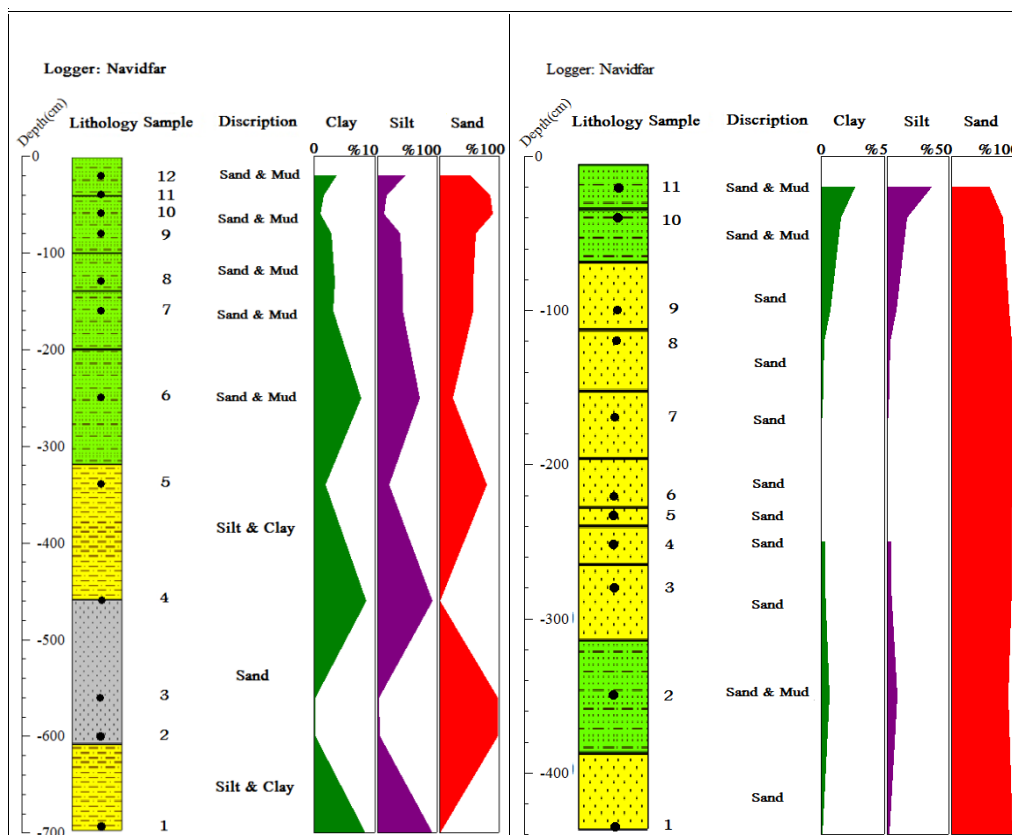 Logger: Navidfar
Depth(cm) Lithology Sample Discription Clay Silt Sand
0 %10 %100 %100
0
12 Sand & Mud
11
10 Sand & Mud
9
-100
8 Sand & Mud
7 Sand & Mud
-200
6 Sand & Mud
-300
5
Silt & Clay
-400
4
-500
Sand
3
-600 2
Silt & Clay
1
-700
Logger: Navidfar
Depth(cm) Lithology Sample Discription Clay Silt Sand
0 %5 %50 %100
0
11 Sand & Mud
10
Sand & Mud
Sand
-100 9
8
Sand
7 Sand
-200
Sand
6
5 Sand
4 Sand
3
Sand
-300
2 Sand & Mud
-400
Sand
1